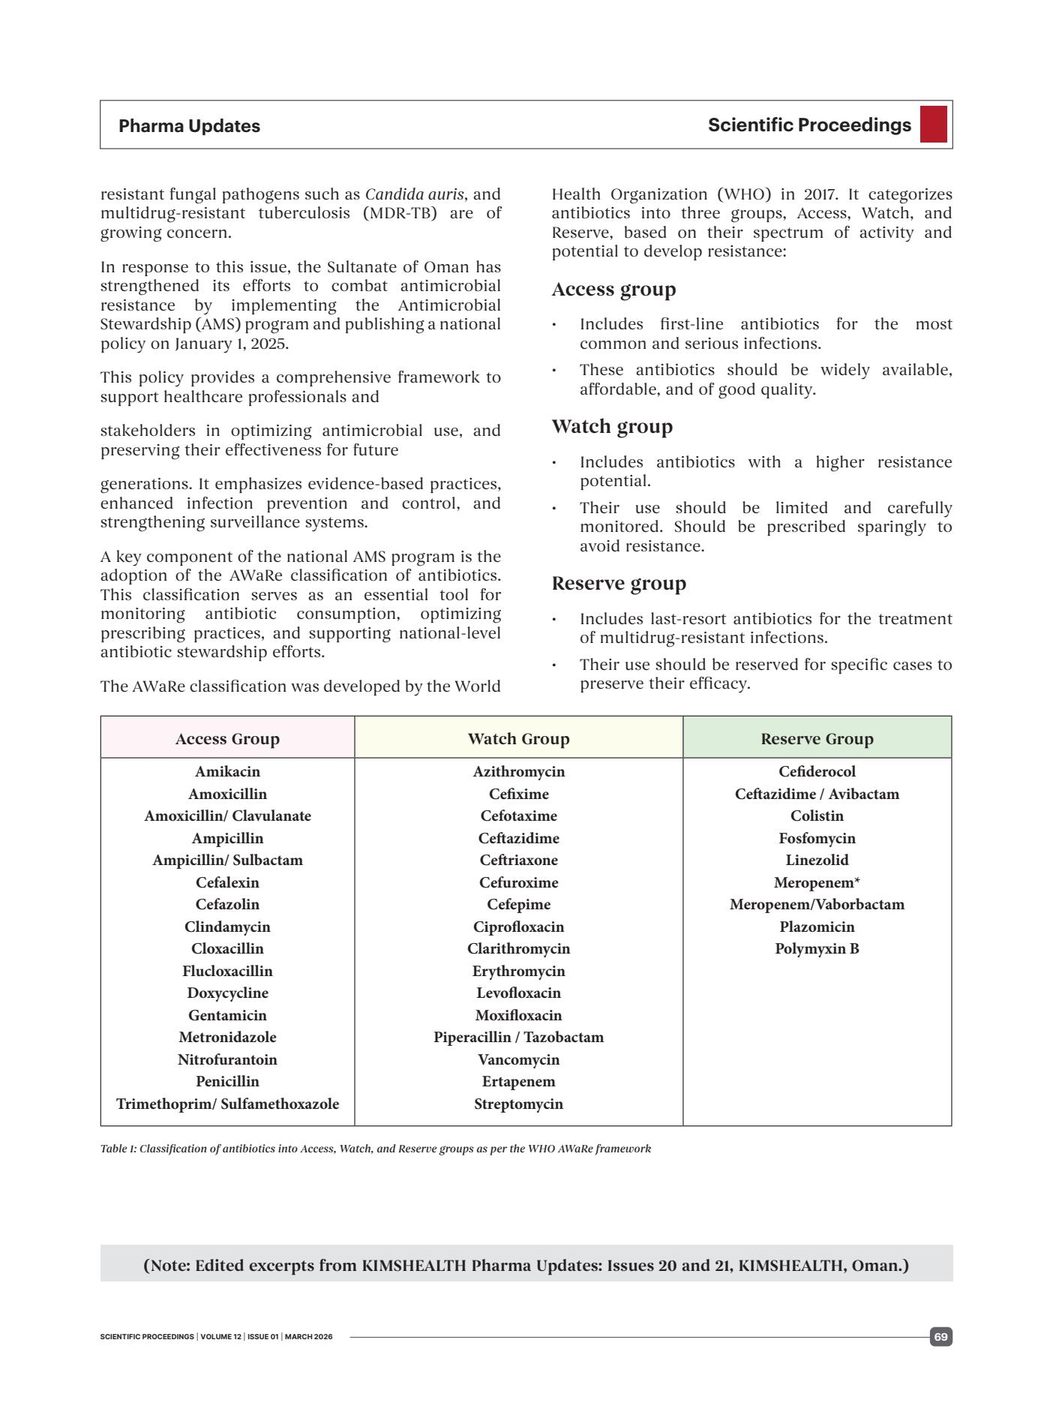 Pharma Updates
Scientific Proceedings
resistant fungal pathogens such as Candida auris, and
multidrug-resistant tuberculosis (MDR-TB) are of
growing concern.
In response to this issue, the Sultanate of Oman has
strengthened its efforts to combat antimicrobial
resistance by implementing the Antimicrobial
Stewardship (AMS) program and publishing a national
policy on January 1, 2025.
This policy provides a comprehensive framework to
support healthcare professionals and
stakeholders in optimizing antimicrobial use, and
preserving their effectiveness for future
generations. It emphasizes evidence-based practices,
enhanced infection prevention and control, and
strengthening surveillance systems.
A key component of the national AMS program is the
adoption of the AWaRe classification of antibiotics.
This classification serves as an essential tool for
monitoring antibiotic consumption, optimizing
prescribing practices, and supporting national-level
antibiotic stewardship efforts.
The AWaRe classification was developed by the World
Health Organization (WHO) in 2017. It categorizes
antibiotics into three groups, Access, Watch, and
Reserve, based on their spectrum of activity and
potential to develop resistance:
Access group
• Includes first-line antibiotics for the most
common and serious infections.
• These antibiotics should be widely available,
affordable, and of good quality.
Watch group
• Includes antibiotics with a higher resistance
potential.
• Their use should be limited and carefully
monitored. Should be prescribed sparingly to
avoid resistance.
Reserve group
• Includes last-resort antibiotics for the treatment
of multidrug-resistant infections.
• Their use should be reserved for specific cases to
preserve their efficacy.
Access Group Watch Group Reserve Group
Amikacin Azithromycin Cefiderocol
Amoxicillin Cefixime Ceftazidime / Avibactam
Amoxicillin/ Clavulanate Cefotaxime Colistin
Ampicillin Ceftazidime Fosfomycin
Ampicillin/ Sulbactam Ceftriaxone Linezolid
Cefalexin Cefuroxime Meropenem*
Cefazolin Cefepime Meropenem/Vaborbactam
Clindamycin Ciprofloxacin Plazomicin
Cloxacillin Clarithromycin Polymyxin B
Flucloxacillin Erythromycin
Doxycycline Levofloxacin
Gentamicin Moxifloxacin
Metronidazole Piperacillin / Tazobactam
Nitrofurantoin Vancomycin
Penicillin Ertapenem
Trimethoprim/ Sulfamethoxazole Streptomycin
Table 1: Classification of antibiotics into Access, Watch, and Reserve groups as per the WHO AWaRe framework
(Note: Edited excerpts from KIMSHEALTH Pharma Updates: Issues 20 and 21, KIMSHEALTH, Oman.)
SCIENTIFIC PROCEEDINGS | VOLUME 12 | ISSUE 01 | MARCH 2026
69